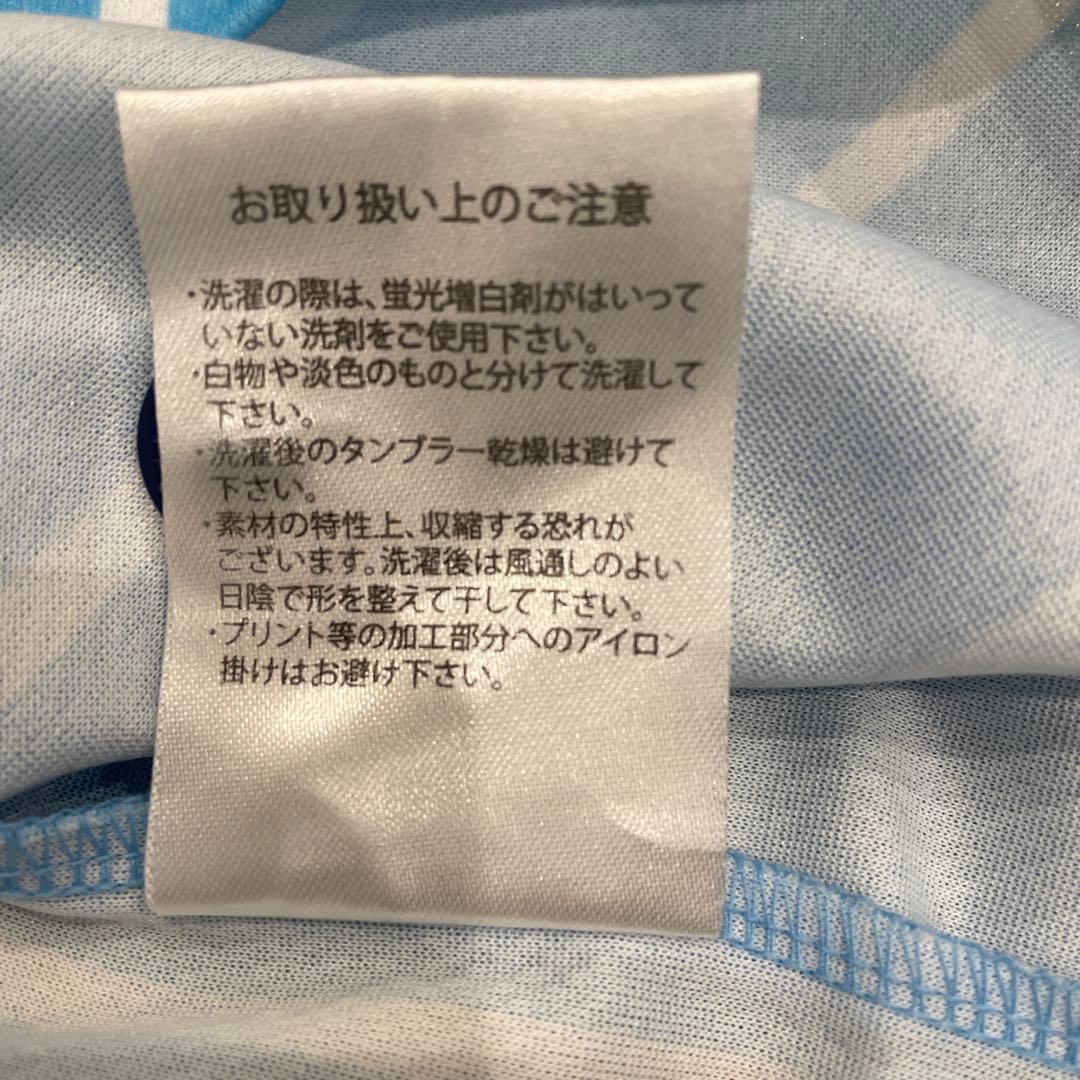 お取り扱い上のご注意
・洗濯の際は、蛍光増白剤がはいって
いない洗剤をご使用下さい。
・白物や淡色のものと分けて洗濯して
下さい。
・洗濯後のタンブラー乾燥は避けて
下さい。
・素材の特性上、収縮する恐れが
ございます。洗濯後は風通しのよい
日陰で形を整えて干して下さい。
・プリント等の加工部分へのアイロン
掛けはお避け下さい。